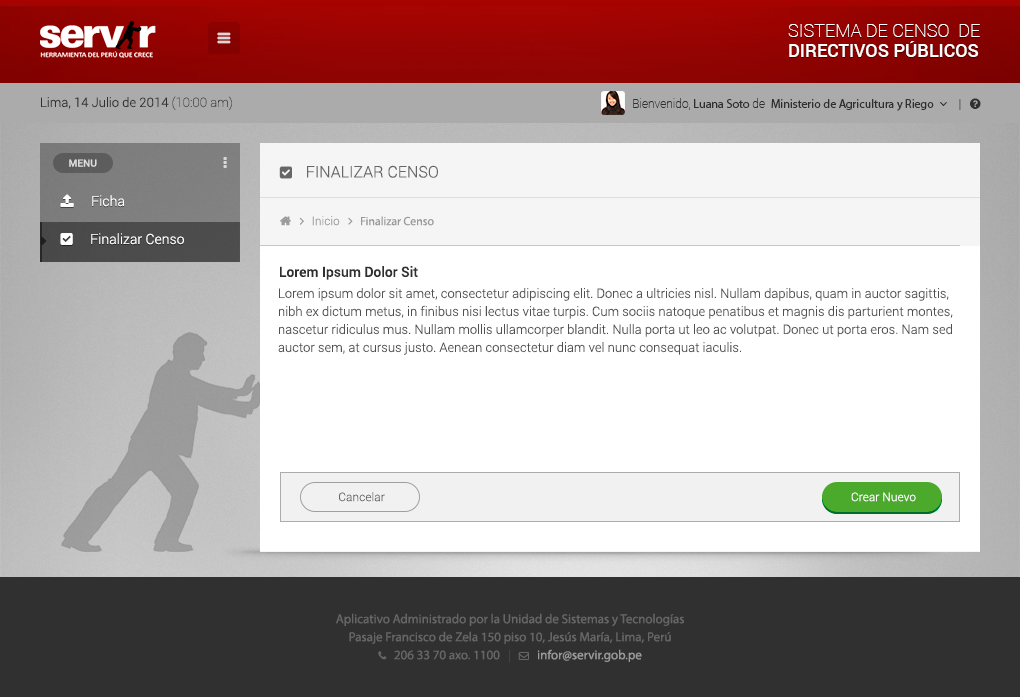 servir
HERRAMIENTA DEL PERÚ QUE CRECE
SISTEMA DE CENSO DE
DIRECTIVOS PÚBLICOS
Lima, 14 Julio de 2014 (10:00 am)
Bienvenido, Luana Soto de Ministerio de Agricultura y Riego | ?
MENU
Ficha
Finalizar Censo
FINALIZAR CENSO
Inicio > Finalizar Censo
Lorem Ipsum Dolor Sit
Lorem ipsum dolor sit amet, consectetur adipiscing elit. Donec a ultricies nisl. Nullam dapibus, quam in auctor sagittis,
nibh ex dictum metus, in finibus nisi lectus vitae turpis. Cum sociis natoque penatibus et magnis dis parturient montes,
nascetur ridiculus mus. Nullam mollis ullamcorper blandit. Nulla porta ut leo ac volutpat. Donec ut porta eros. Nam sed
auctor sem, at cursus justo. Aenean consectetur diam vel nunc consequat iaculis.
Cancelar
Crear Nuevo
Aplicativo Administrado por la Unidad de Sistemas y Tecnologías
Pasaje Francisco de Zela 150 piso 10, Jesús María, Lima, Perú
206 33 70 axo. 1100 | infor@servir.gob.pe